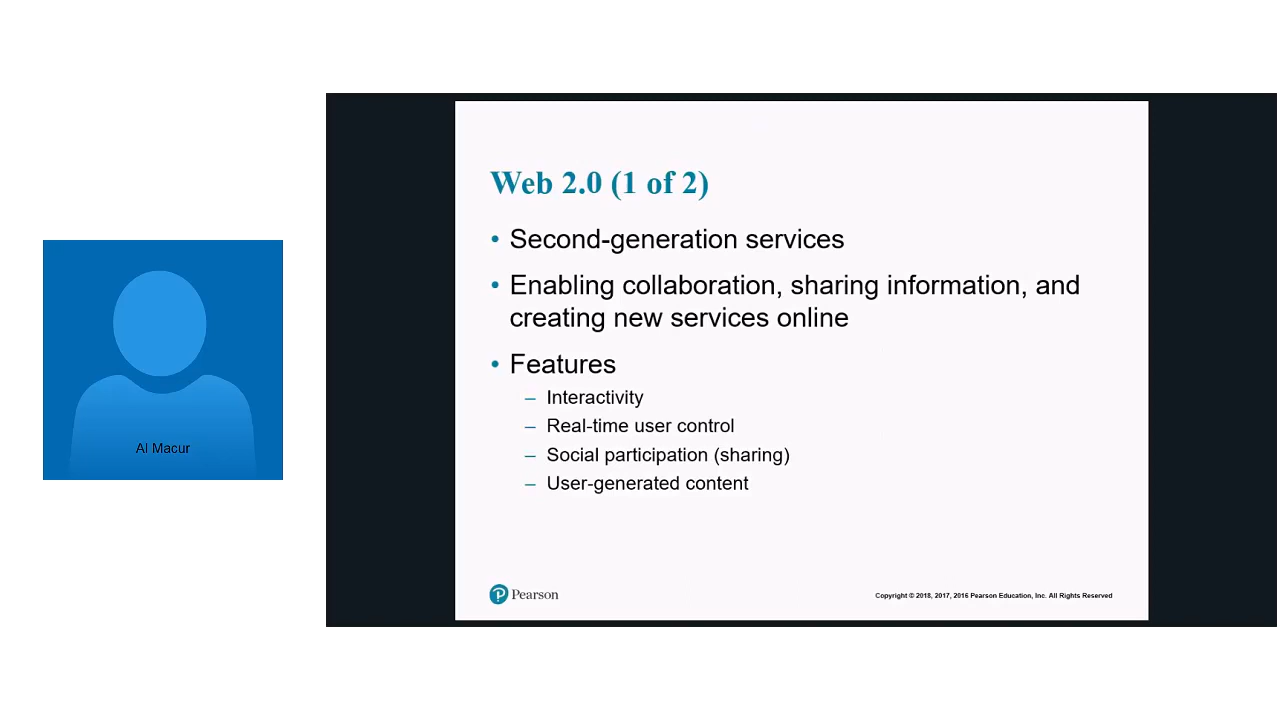 Web 2.0 (1 of 2)
• Second-generation services
• Enabling collaboration, sharing information, and
creating new services online
• Features
– Interactivity
– Real-time user control
– Social participation (sharing)
– User-generated content
Al Macur
Pearson
Copyright © 2018, 2017, 2016 Pearson Education, Inc. All Rights Reserved